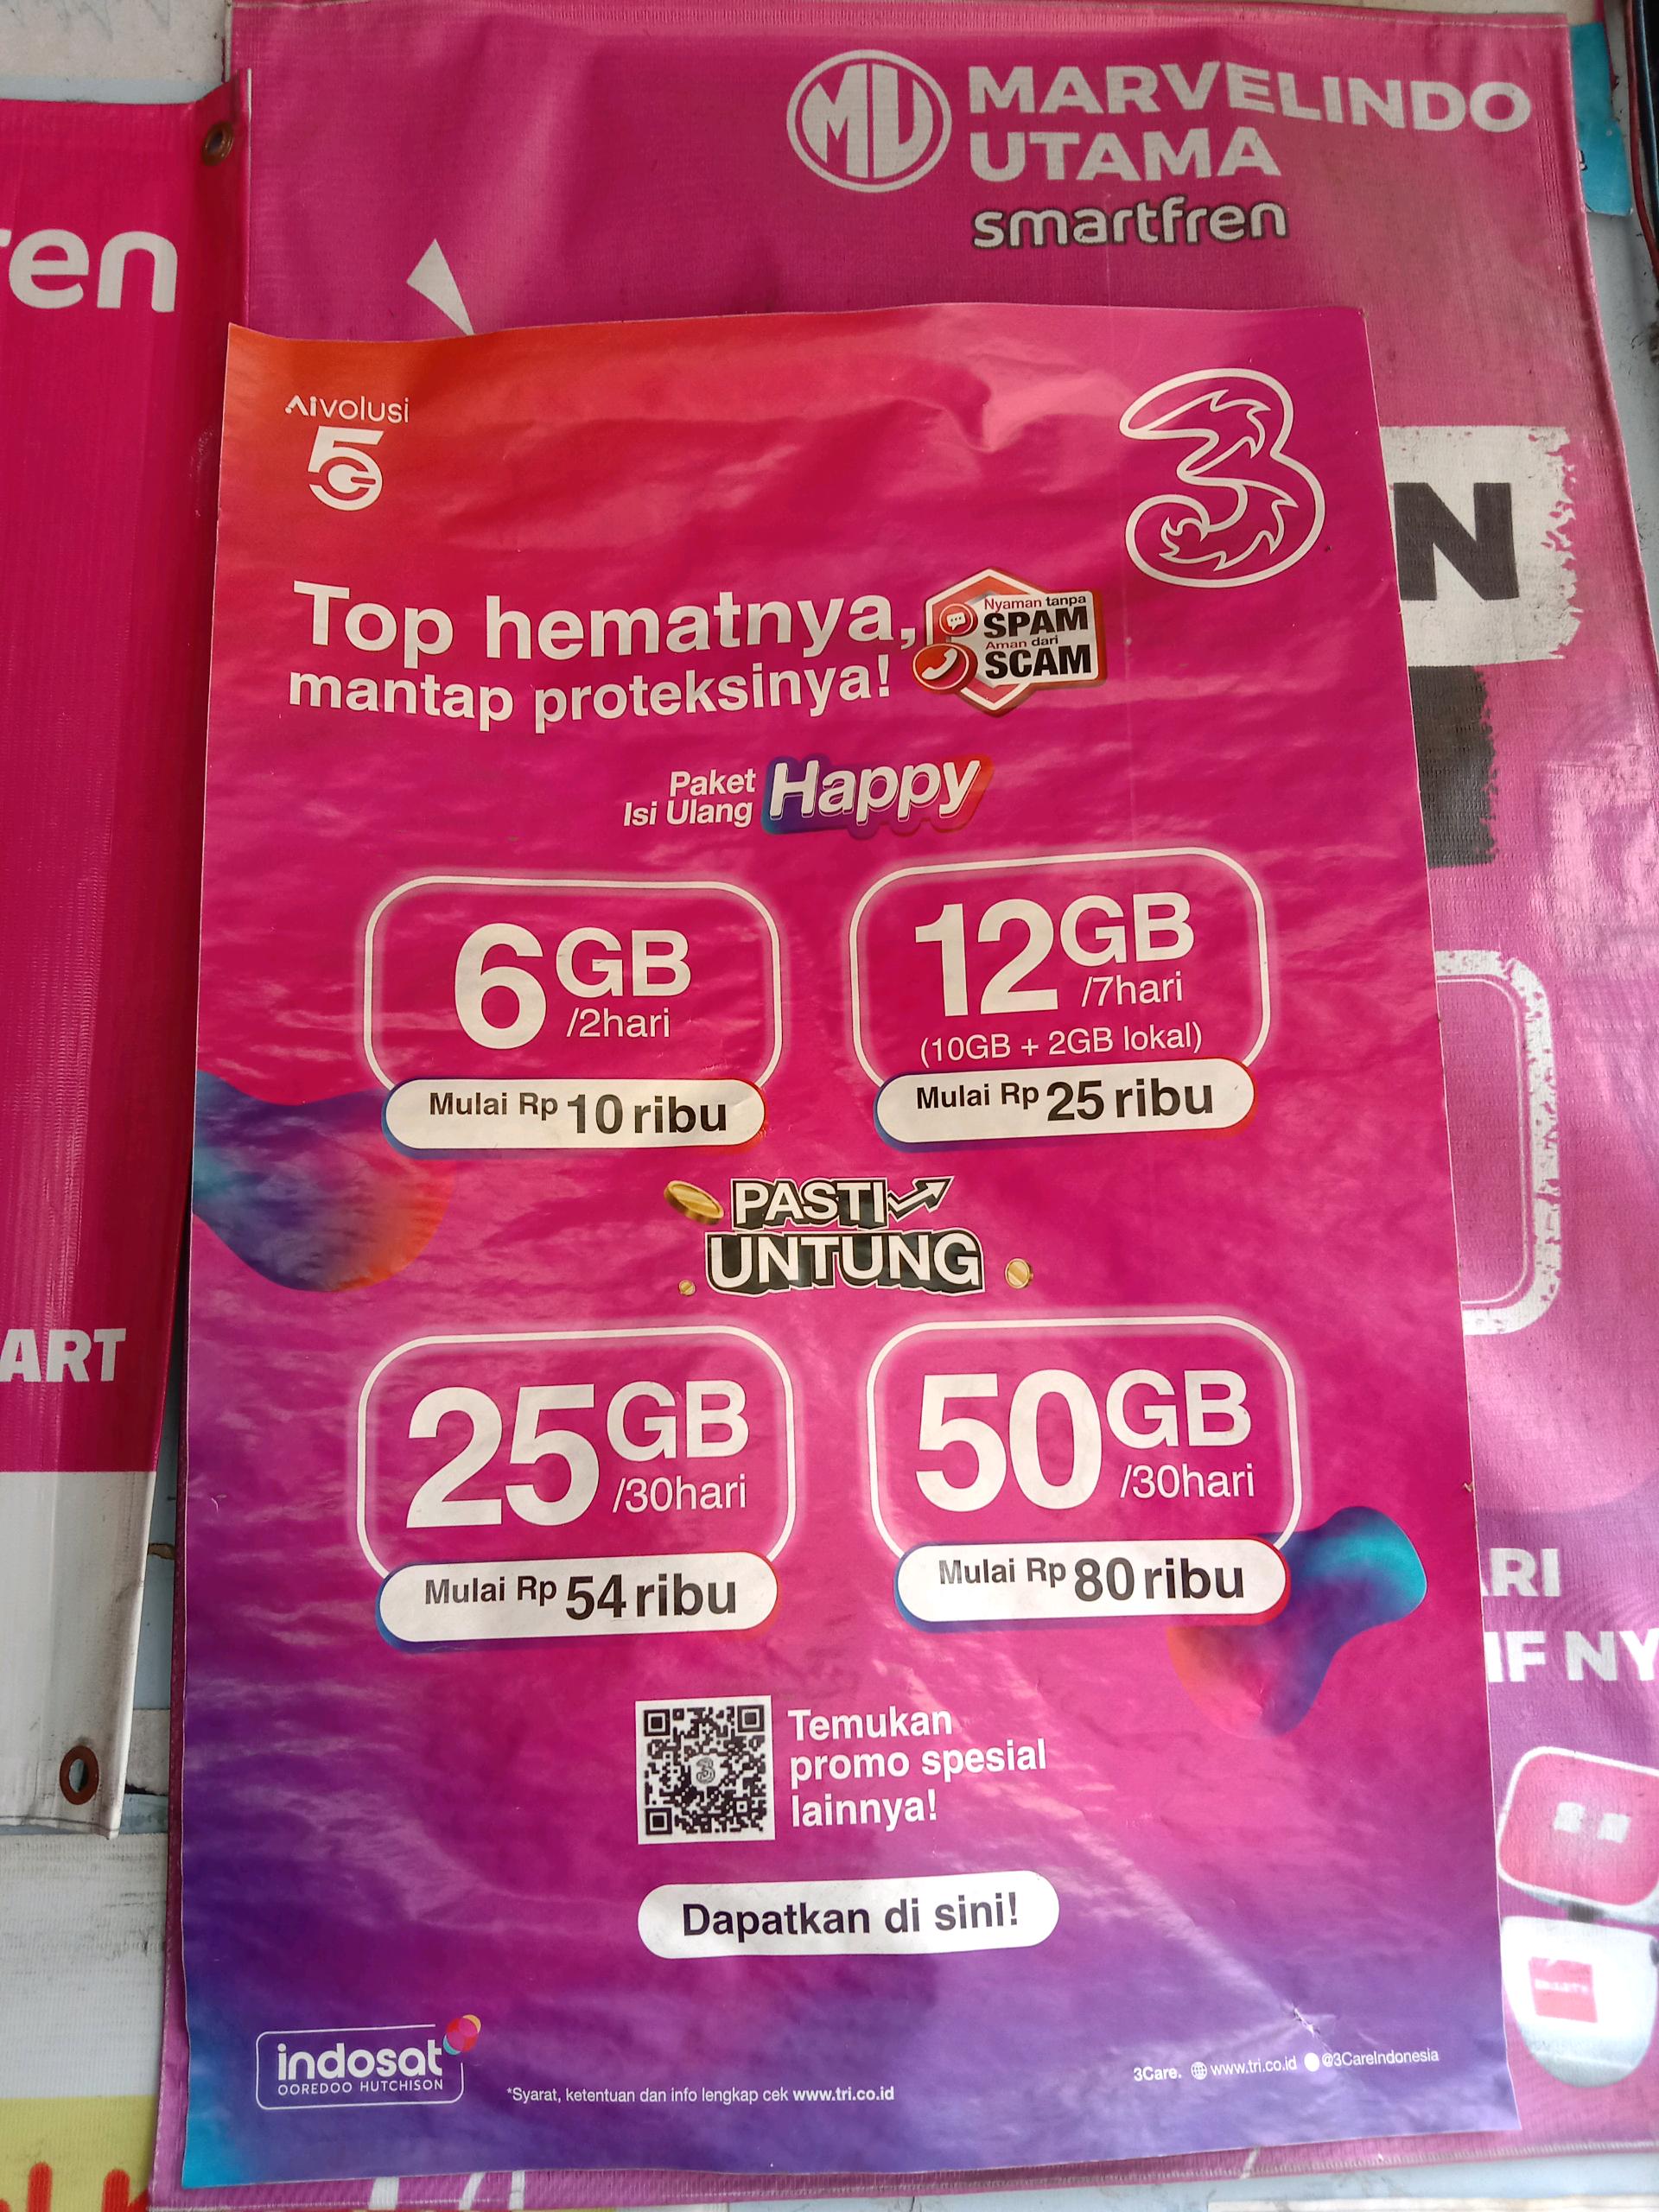 MU MARVELINDO
UTAMA
smartfren
en
N
Aivolusi
5G
3
Top hematnya,
mantap proteksinya!
Nyaman tanpa
SPAM
Aman dari
SCAM
Paket
Isi Ulang
Happy
6GB
/2hari
Mulai Rp 10 ribu
12GB
/7hari
(10GB + 2GB lokal)
Mulai Rp 25 ribu
PASTI
UNTUNG
25GB
/30hari
Mulai Rp 54 ribu
50GB
/30hari
Mulai Rp 80 ribu
ART
RI
IF NY
Temukan
promo spesial
lainnya!
Dapatkan di sini!
indosat
OOREDOO HUTCHISON
*Syarat, ketentuan dan info lengkap cek www.tri.co.id
3Care. www.tri.co.id @3CareIndonesia